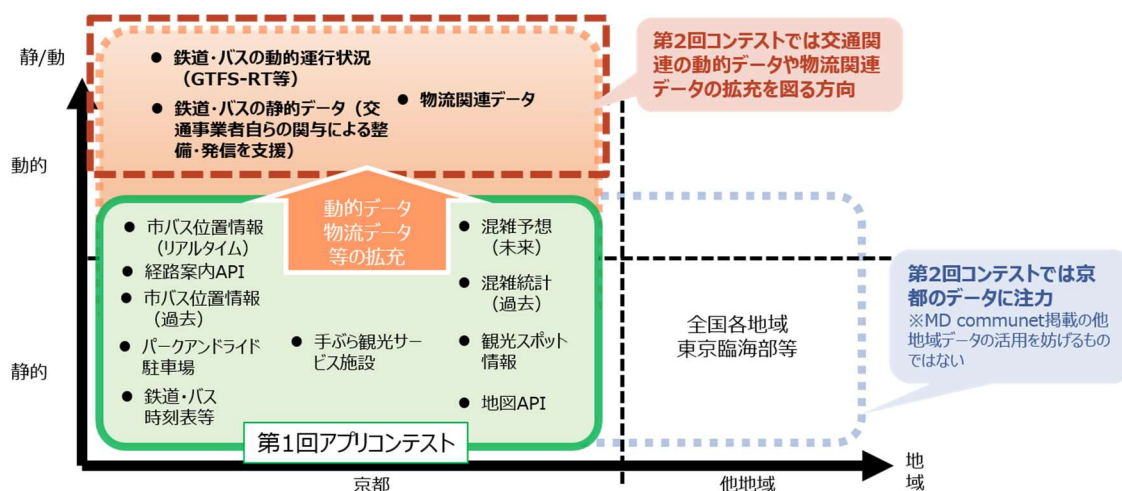 静/動
動的
静的
● 鉄道・バスの動的運行状況
（GTFS-RT等）
● 鉄道・バスの静的データ（交
通事業者自らの関与による整
備・発信を支援）
● 物流関連データ
第2回コンテストでは交通関
連の動的データや物流関連
データの拡充を図る方向
動的データ
物流データ
等の拡充
● 市バス位置情報
（リアルタイム）
● 経路案内API
● 市バス位置情報
（過去）
● パークアンドライド
駐車場
● 鉄道・バス
時刻表等
● 手ぶら観光サー
ビス施設
● 混雑予想
（未来）
● 混雑統計
（過去）
● 観光スポット
情報
● 地図API
第1回アプリコンテスト
全国各地域
東京臨海部等
第2回コンテストでは京
都のデータに注力
※MD communet掲載の他
地域データの活用を妨げるもの
ではない
京都
他地域
地
域